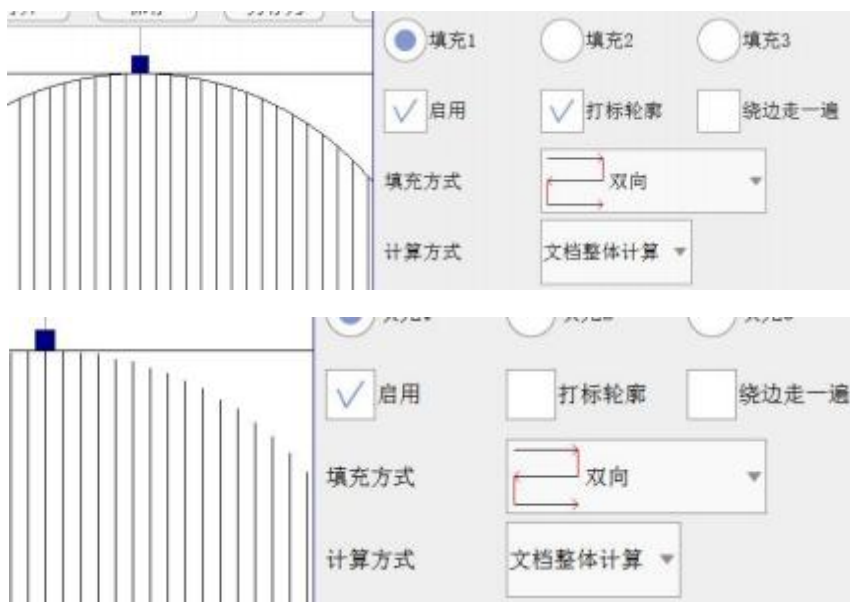 填充1 填充2 填充3
启用 打标轮廓 绕边走一遍
填充方式 双向
计算方式 文档整体计算
启用 打标轮廓 绕边走一遍
填充方式 双向
计算方式 文档整体计算